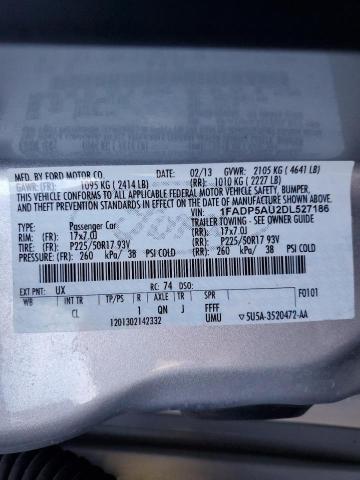 MFD. BY FORD MOTOR CO. 02/13 GVWR: 2105 KG ( 4641 LB)
GAWR: (FR): 1095 KG ( 2414 LB) (RR): 1010 KG ( 2227 LB)
CONFORMS TO ALL APPLICABLE FEDERAL MOTOR VEHICLE SAFETY, BUMPER,
AND THEFT PREVENTION STANDARDS IN EFFECT ON THE DATE OF MANUFACTURE
SHOWN ABOVE.
VIN: 1FADP5AU2DL527186
TYPE: Passenger Car TRAILER TOWING - SEE OWNER GUIDE
RIM: (FR): 17x7.0J (RR): 17x7.0J
TIRE: (FR): P225/50R17 93V (RR): P225/50R17 93V
PRESSURE: (FR): 260 kPa/ 38 PSI COLD (RR): 260 kPa/ 38 PSI COLD
EXT PNT: UX RC: 74 DSO: F0101
WB INT TR TP/PS R AXLE TR SPR
CL 1 QN J FFFF
1201302142332 UMU ▽5U5A-3520472-AA